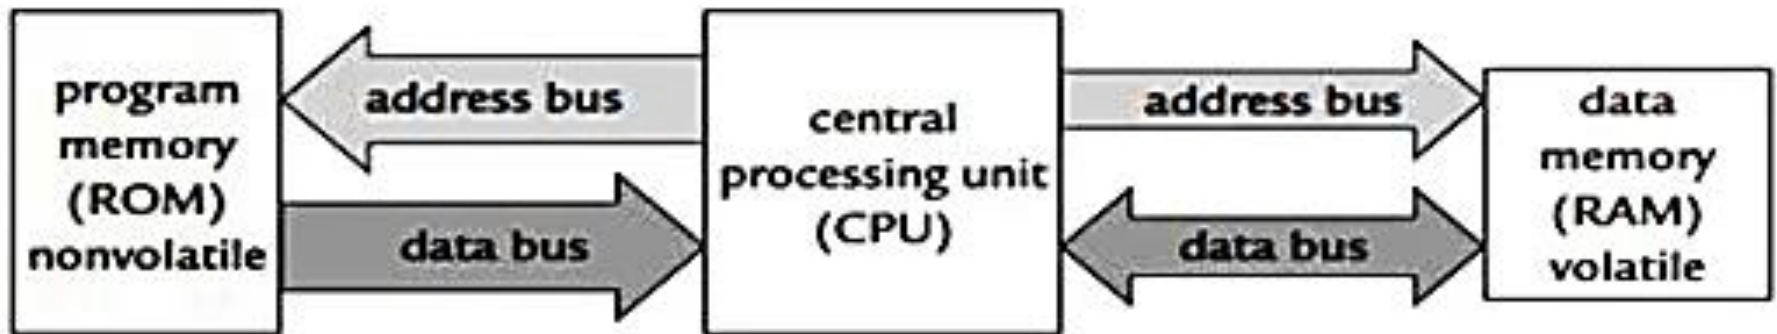 program
memory
(ROM)
nonvolatile
address bus
data bus
central
processing unit
(CPU)
address bus
data bus
data
memory
(RAM)
volatile